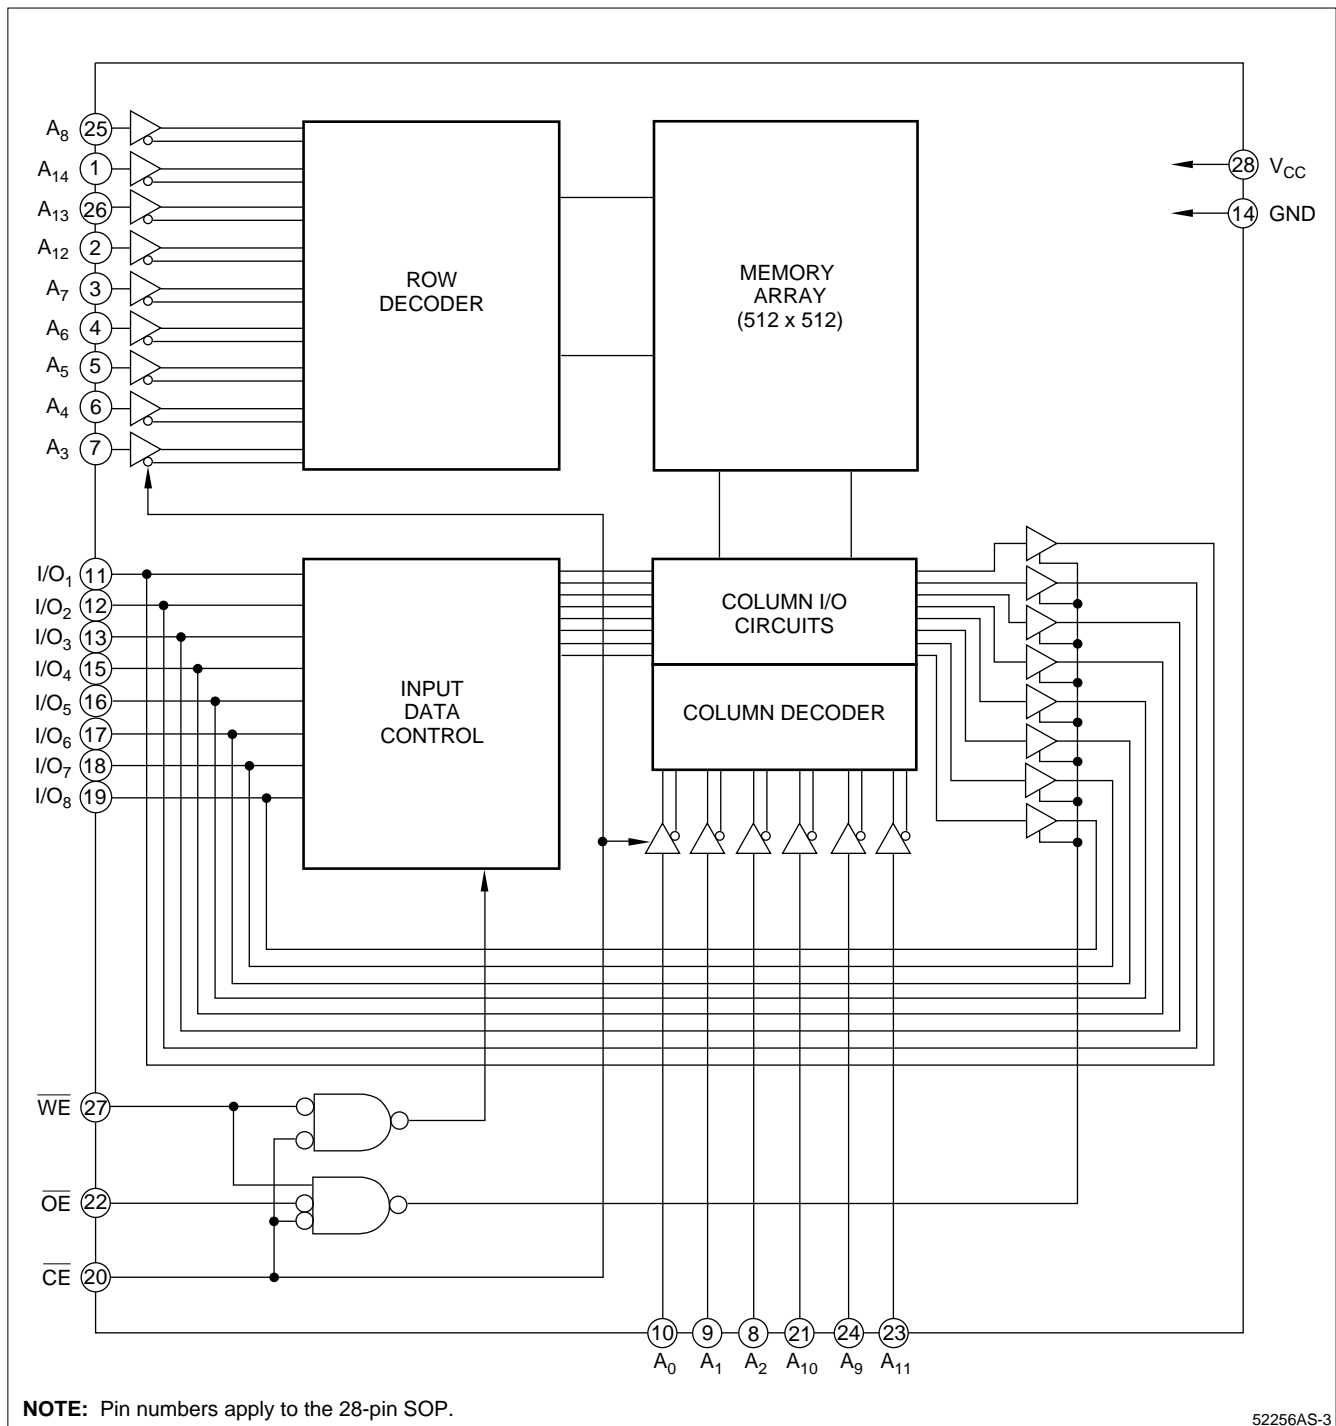 A8 25
A14 1
A13 26
A12 2
A7 3
A6 4
A5 5
A4 6
A3 7
ROW
DECODER
MEMORY
ARRAY
(512 x 512)
28 VCC
14 GND
I/O1 11
I/O2 12
I/O3 13
I/O4 15
I/O5 16
I/O6 17
I/O7 18
I/O8 19
INPUT
DATA
CONTROL
COLUMN I/O
CIRCUITS
COLUMN DECODER
W̅E̅ 27
O̅E̅ 22
C̅E̅ 20
10 9 8 21 24 23
A0 A1 A2 A10 A9 A11
NOTE: Pin numbers apply to the 28-pin SOP.
52256AS-3